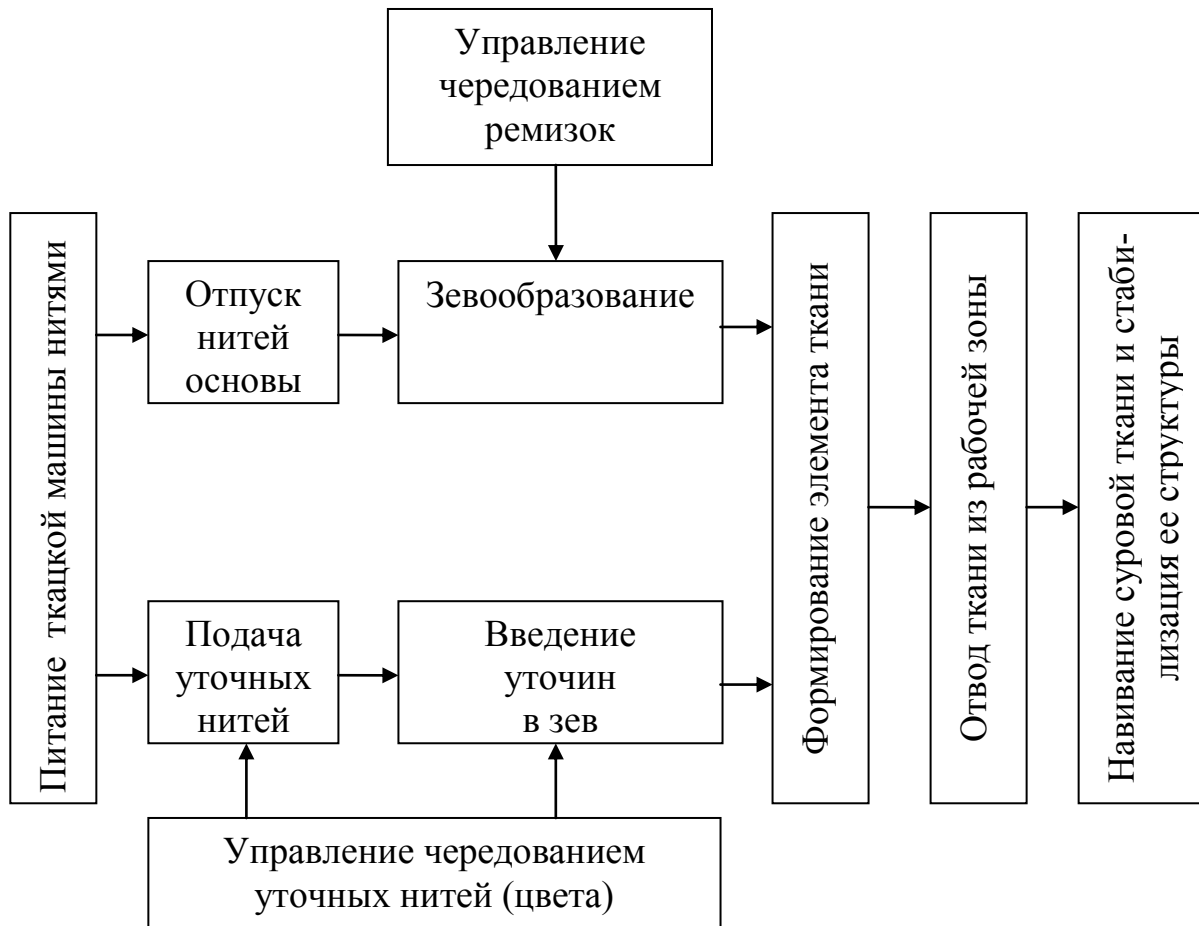 Управление
чередованием
ремизок
Питание ткацкой машины нитями
Отпуск
нитей
основы
Зевообразование
Подача
уточных
нитей
Введение
уточин
в зев
Формирование элемента ткани
Отвод ткани из рабочей зоны
Навивание суровой ткани и стаби-
лизация ее структуры
Управление чередованием
уточных нитей (цвета)